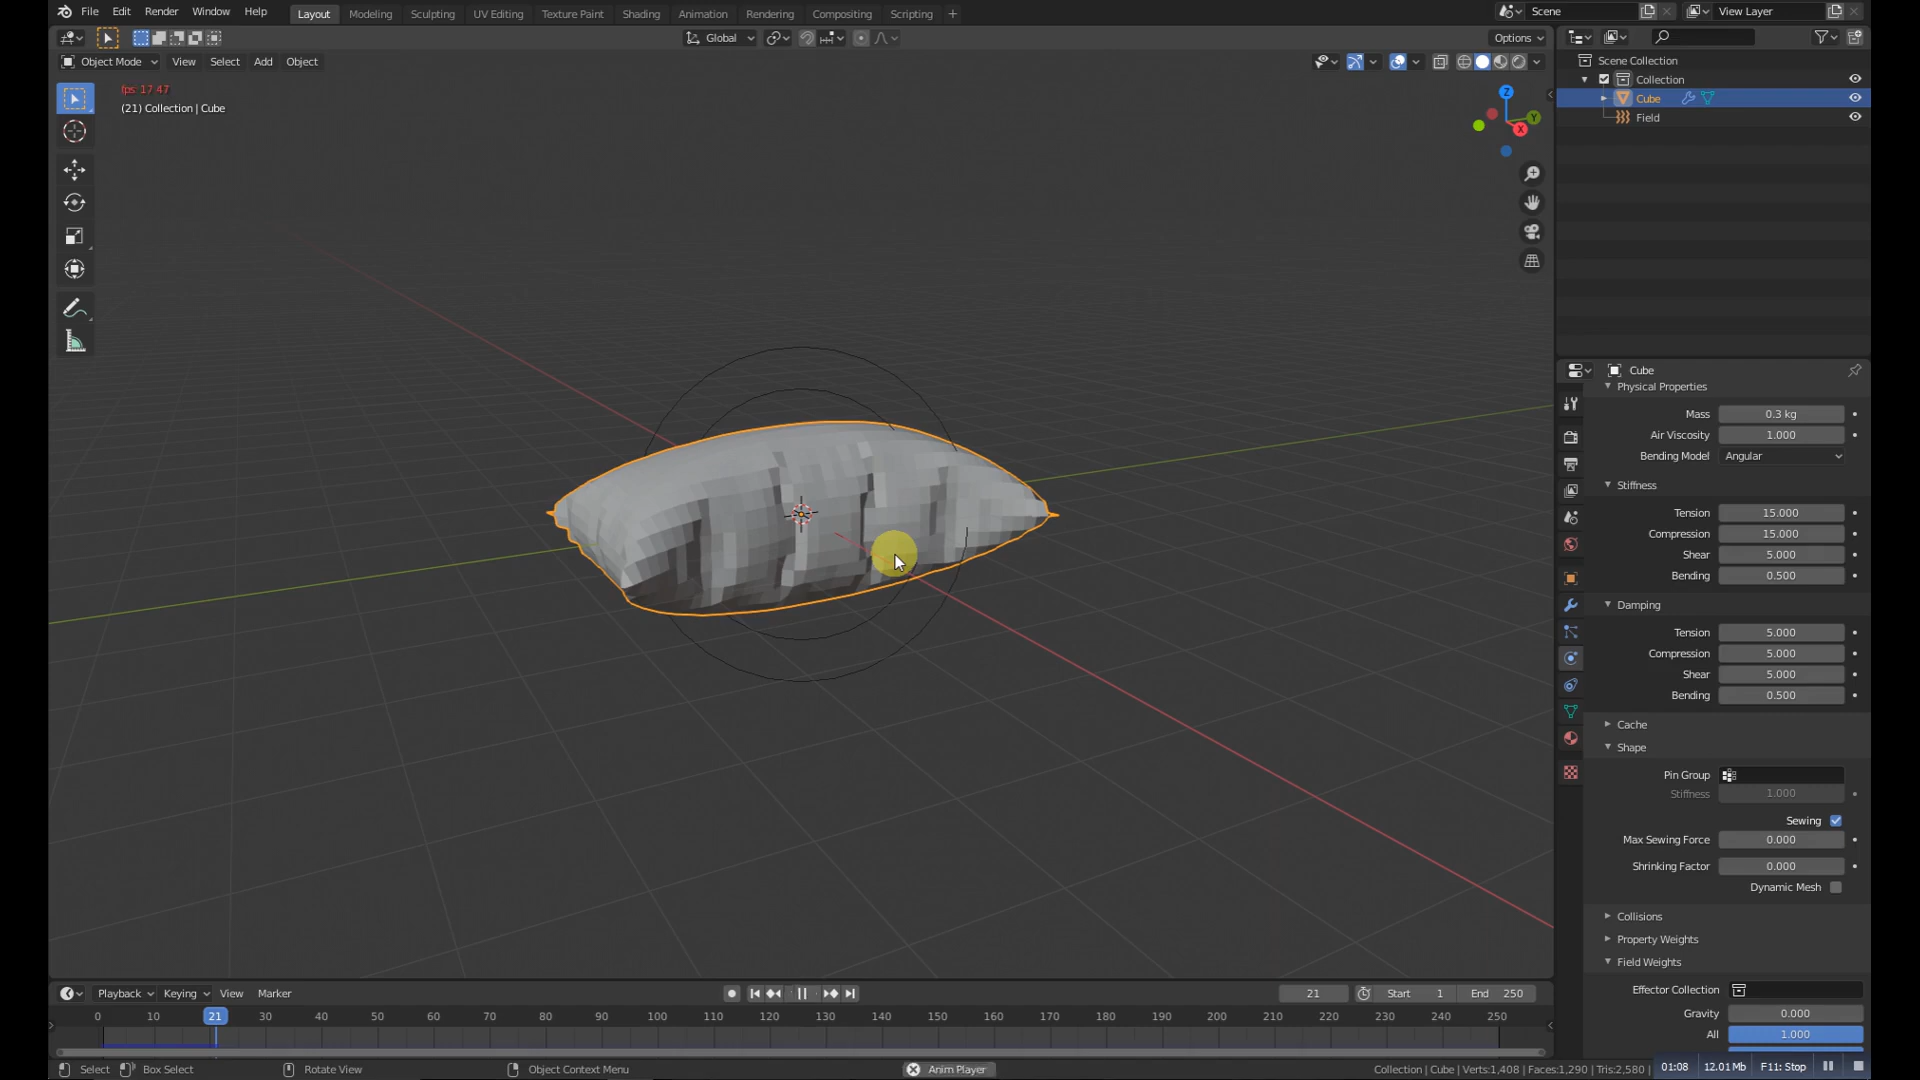 File Edit Render Window Help
Layout Modeling Sculpting UV Editing Texture Paint Shading Animation Rendering Compositing Scripting +
Scene
View Layer
Global
Options
Object Mode View Select Add Object
fps: 17.47
(21) Collection | Cube
Z
Y
X
Scene Collection
Collection
Cube
Field
Cube
Physical Properties
Mass 0.3 kg
Air Viscosity 1.000
Bending Model Angular
Stiffness
Tension 15.000
Compression 15.000
Shear 5.000
Bending 0.500
Damping
Tension 5.000
Compression 5.000
Shear 5.000
Bending 0.500
Cache
Shape
Pin Group
Stiffness 1.000
Sewing
Max Sewing Force 0.000
Shrinking Factor 0.000
Dynamic Mesh
Collisions
Property Weights
Field Weights
Effector Collection
Gravity 0.000
All 1.000
Playback Keying View Marker
21 Start 1 End 250
0 10 21 30 40 50 60 70 80 90 100 110 120 130 140 150 160 170 180 190 200 210 220 230 240 250
Select Box Select Rotate View Object Context Menu Anim Player
Collection | Cube | Verts:1,408 | Faces:1,290 | Tris:2,580 |
01:08 12.01Mb F11: Stop